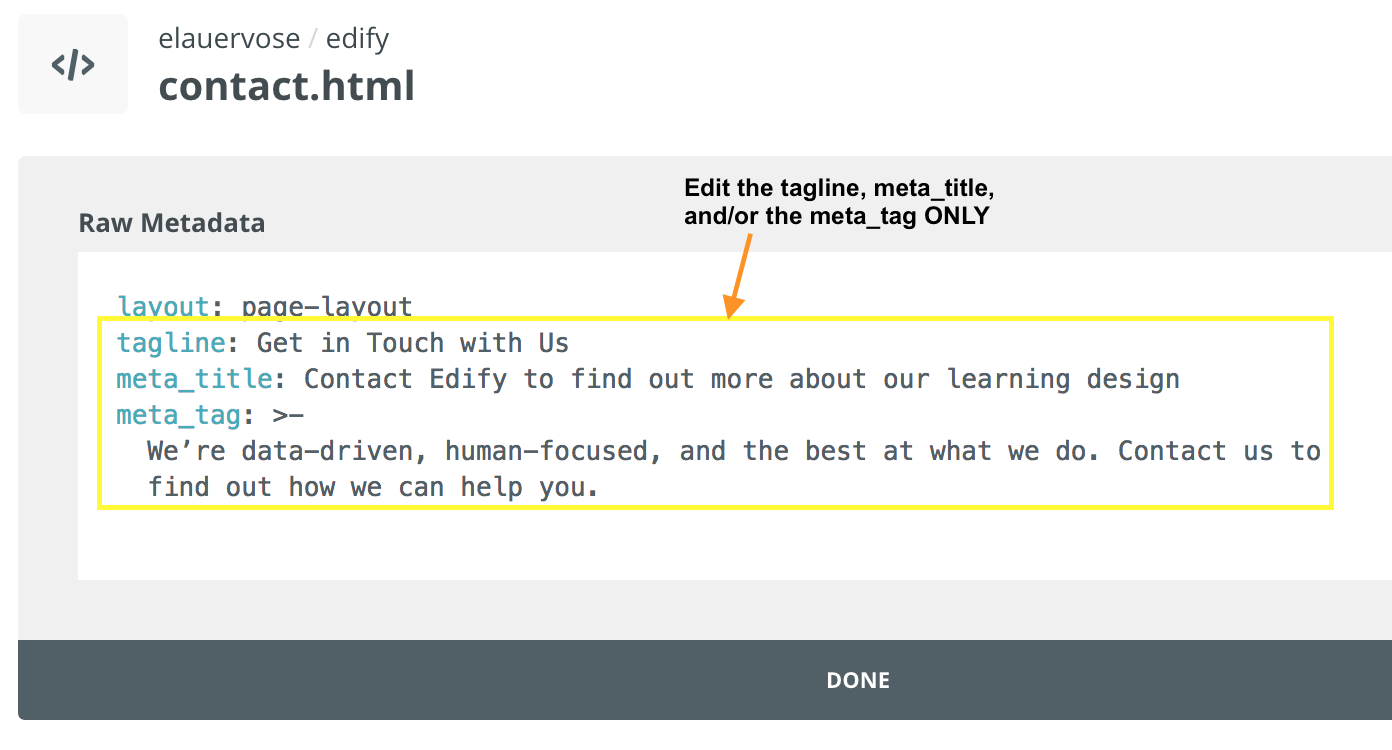 </>
elauervose / edify
contact.html
Edit the tagline, meta_title,
and/or the meta_tag ONLY
Raw Metadata
layout: page-layout
tagline: Get in Touch with Us
meta_title: Contact Edify to find out more about our learning design
meta_tag: >-
We’re data-driven, human-focused, and the best at what we do. Contact us to
find out how we can help you.
DONE